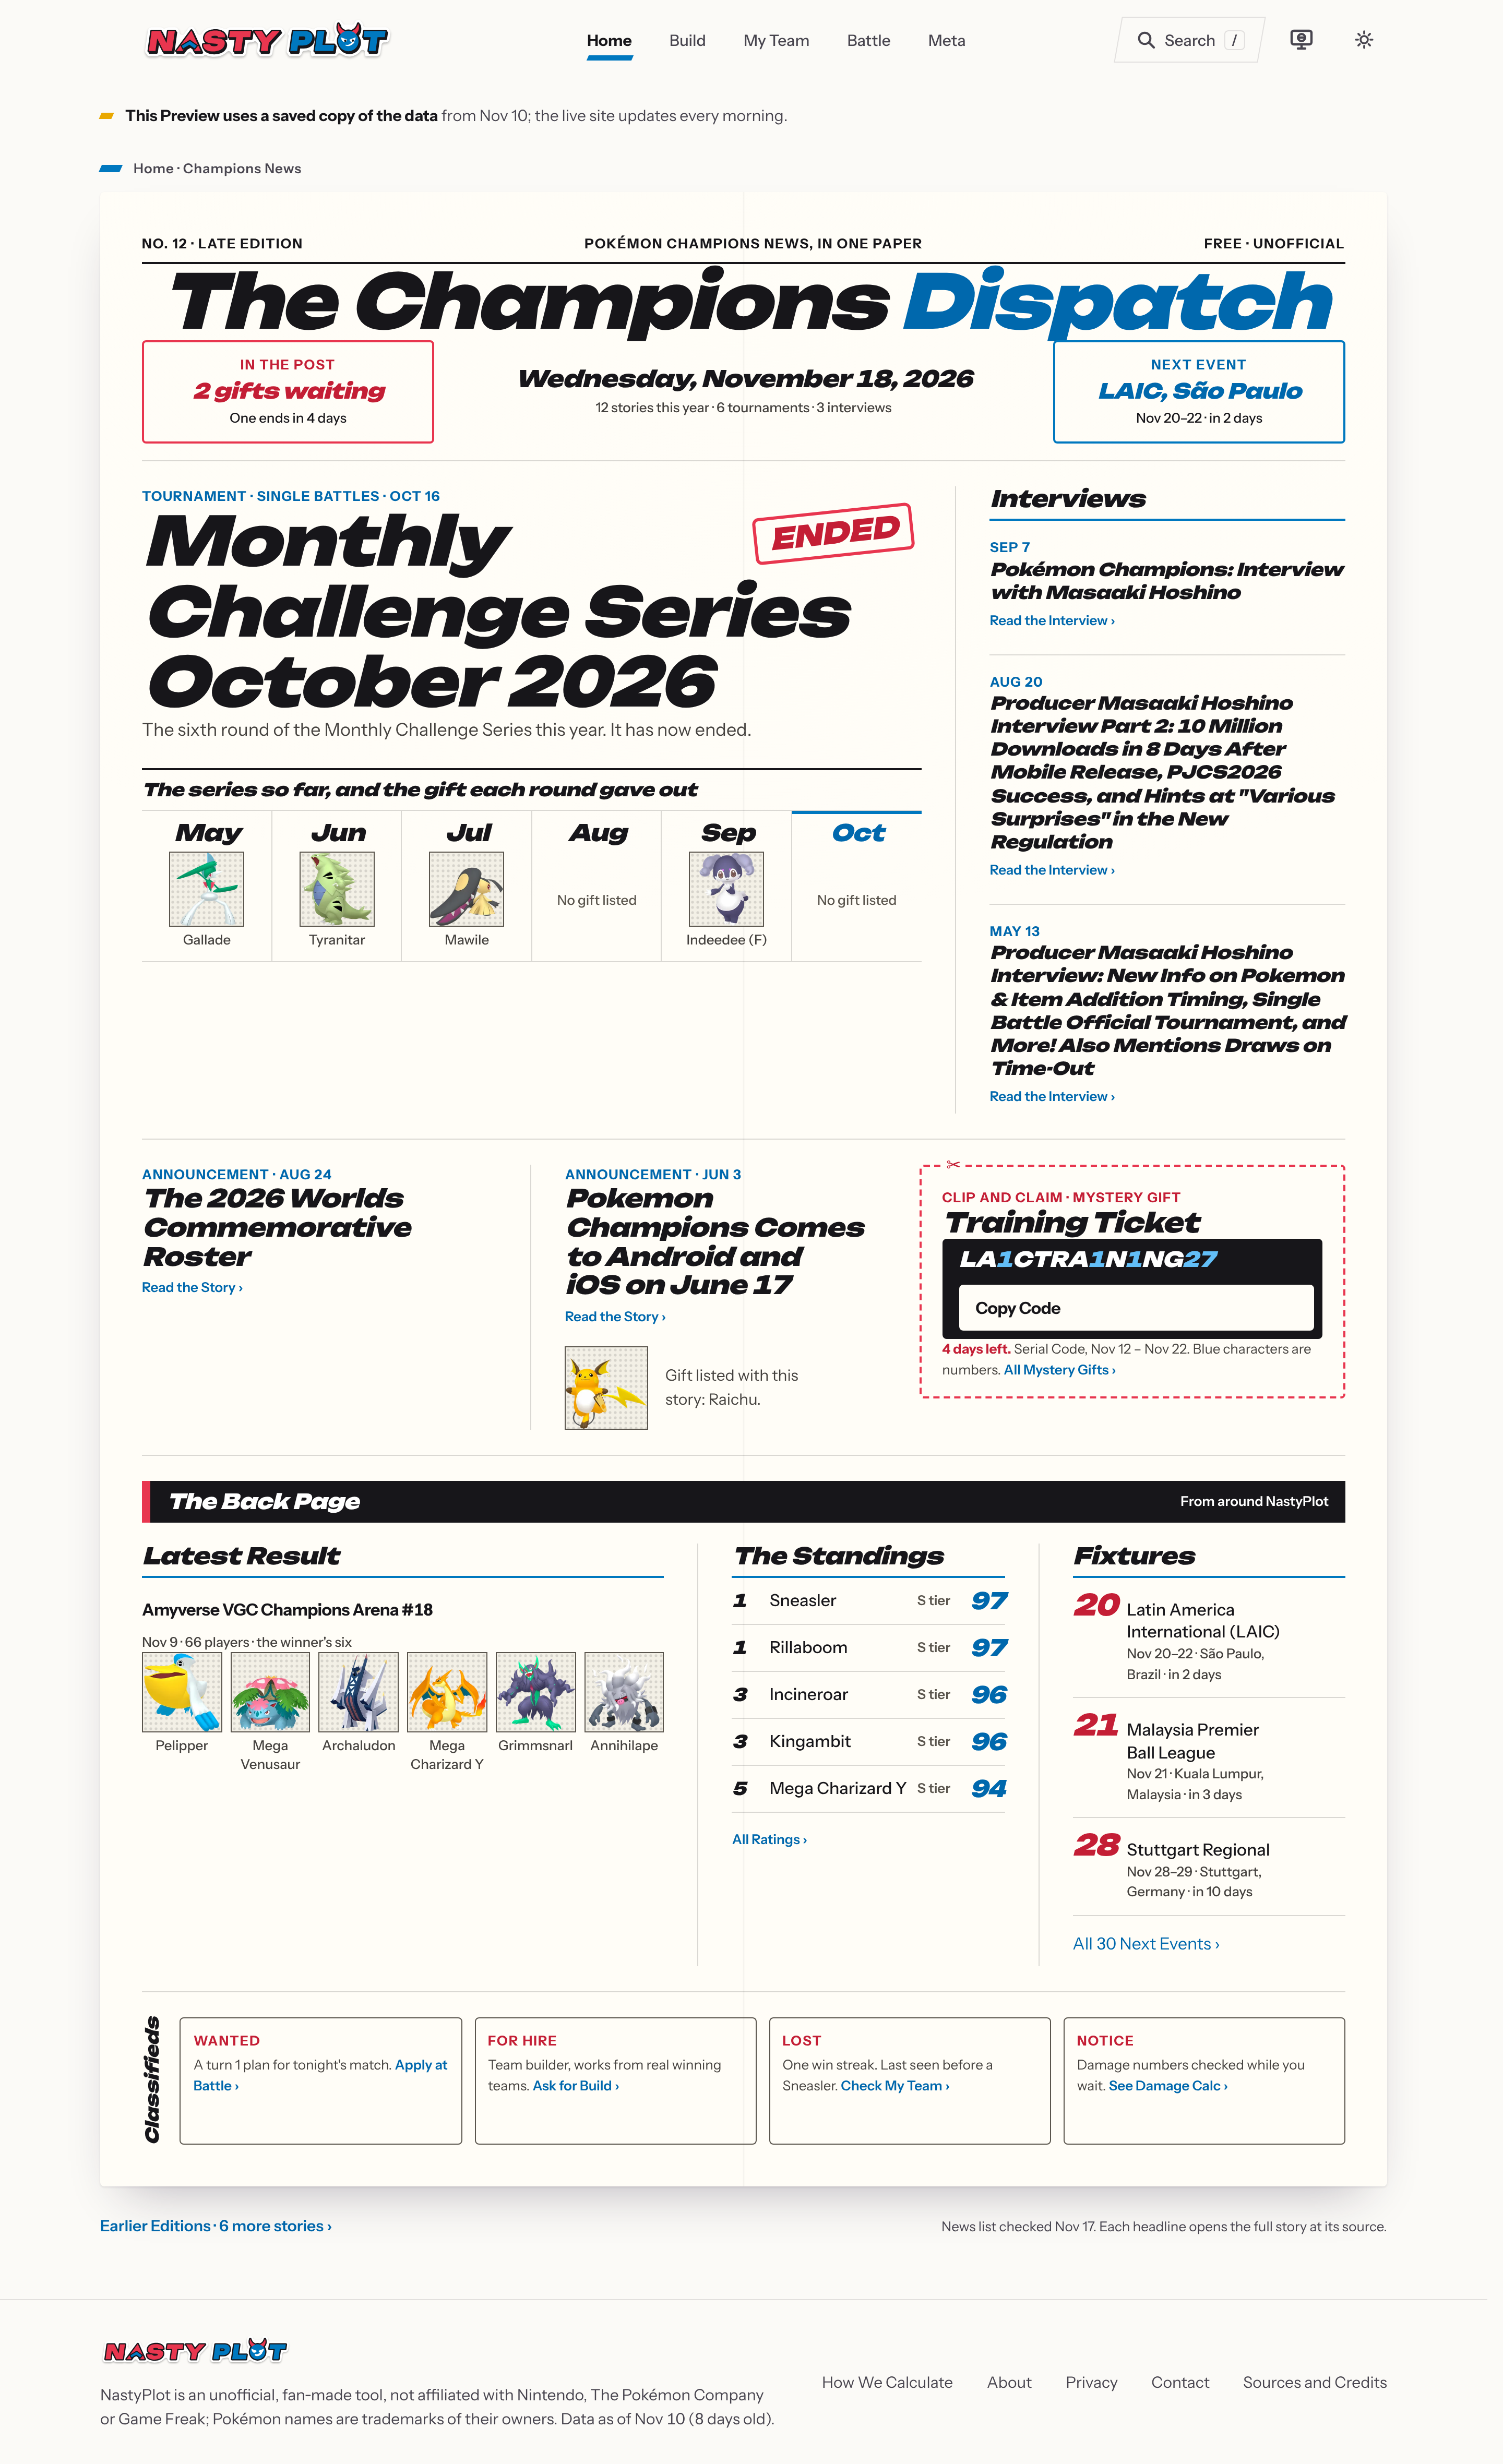 NASTY PLOT
Home
Build
My Team
Battle
Meta
Search /
This Preview uses a saved copy of the data from Nov 10; the live site updates every morning.
Home · Champions News
NO. 12 · LATE EDITION
POKÉMON CHAMPIONS NEWS, IN ONE PAPER
FREE · UNOFFICIAL
The Champions Dispatch
IN THE POST
2 gifts waiting
One ends in 4 days
Wednesday, November 18, 2026
12 stories this year · 6 tournaments · 3 interviews
NEXT EVENT
LAIC, São Paulo
Nov 20–22 · in 2 days
TOURNAMENT · SINGLE BATTLES · OCT 16
ENDED
Monthly
Challenge Series
October 2026
The sixth round of the Monthly Challenge Series this year. It has now ended.
The series so far, and the gift each round gave out
May
Gallade
Jun
Tyranitar
Jul
Mawile
Aug
No gift listed
Sep
Indeedee (F)
Oct
No gift listed
Interviews
SEP 7
Pokémon Champions: Interview
with Masaaki Hoshino
Read the Interview ›
AUG 20
Producer Masaaki Hoshino
Interview Part 2: 10 Million
Downloads in 8 Days After
Mobile Release, PJCS2026
Success, and Hints at "Various
Surprises" in the New
Regulation
Read the Interview ›
MAY 13
Producer Masaaki Hoshino
Interview: New Info on Pokemon
& Item Addition Timing, Single
Battle Official Tournament, and
More! Also Mentions Draws on
Time-Out
Read the Interview ›
ANNOUNCEMENT · AUG 24
The 2026 Worlds
Commemorative
Roster
Read the Story ›
ANNOUNCEMENT · JUN 3
Pokemon
Champions Comes
to Android and
iOS on June 17
Read the Story ›
Gift listed with this
story: Raichu.
CLIP AND CLAIM · MYSTERY GIFT
Training Ticket
LA1CTRA1N1NG27
Copy Code
4 days left. Serial Code, Nov 12 – Nov 22. Blue characters are
numbers. All Mystery Gifts ›
The Back Page
From around NastyPlot
Latest Result
Amyverse VGC Champions Arena #18
Nov 9 · 66 players · the winner's six
Pelipper
Mega
Venusaur
Archaludon
Mega
Charizard Y
Grimmsnarl
Annihilape
The Standings
1 Sneasler S tier 97
1 Rillaboom S tier 97
3 Incineroar S tier 96
3 Kingambit S tier 96
5 Mega Charizard Y S tier 94
All Ratings ›
Fixtures
20 Latin America
International (LAIC)
Nov 20–22 · São Paulo,
Brazil · in 2 days
21 Malaysia Premier
Ball League
Nov 21 · Kuala Lumpur,
Malaysia · in 3 days
28 Stuttgart Regional
Nov 28–29 · Stuttgart,
Germany · in 10 days
All 30 Next Events ›
Classifieds
WANTED
A turn 1 plan for tonight's match. Apply at
Battle ›
FOR HIRE
Team builder, works from real winning
teams. Ask for Build ›
LOST
One win streak. Last seen before a
Sneasler. Check My Team ›
NOTICE
Damage numbers checked while you
wait. See Damage Calc ›
Earlier Editions · 6 more stories ›
News list checked Nov 17. Each headline opens the full story at its source.
NASTY PLOT
NastyPlot is an unofficial, fan-made tool, not affiliated with Nintendo, The Pokémon Company
or Game Freak; Pokémon names are trademarks of their owners. Data as of Nov 10 (8 days old).
How We Calculate
About
Privacy
Contact
Sources and Credits